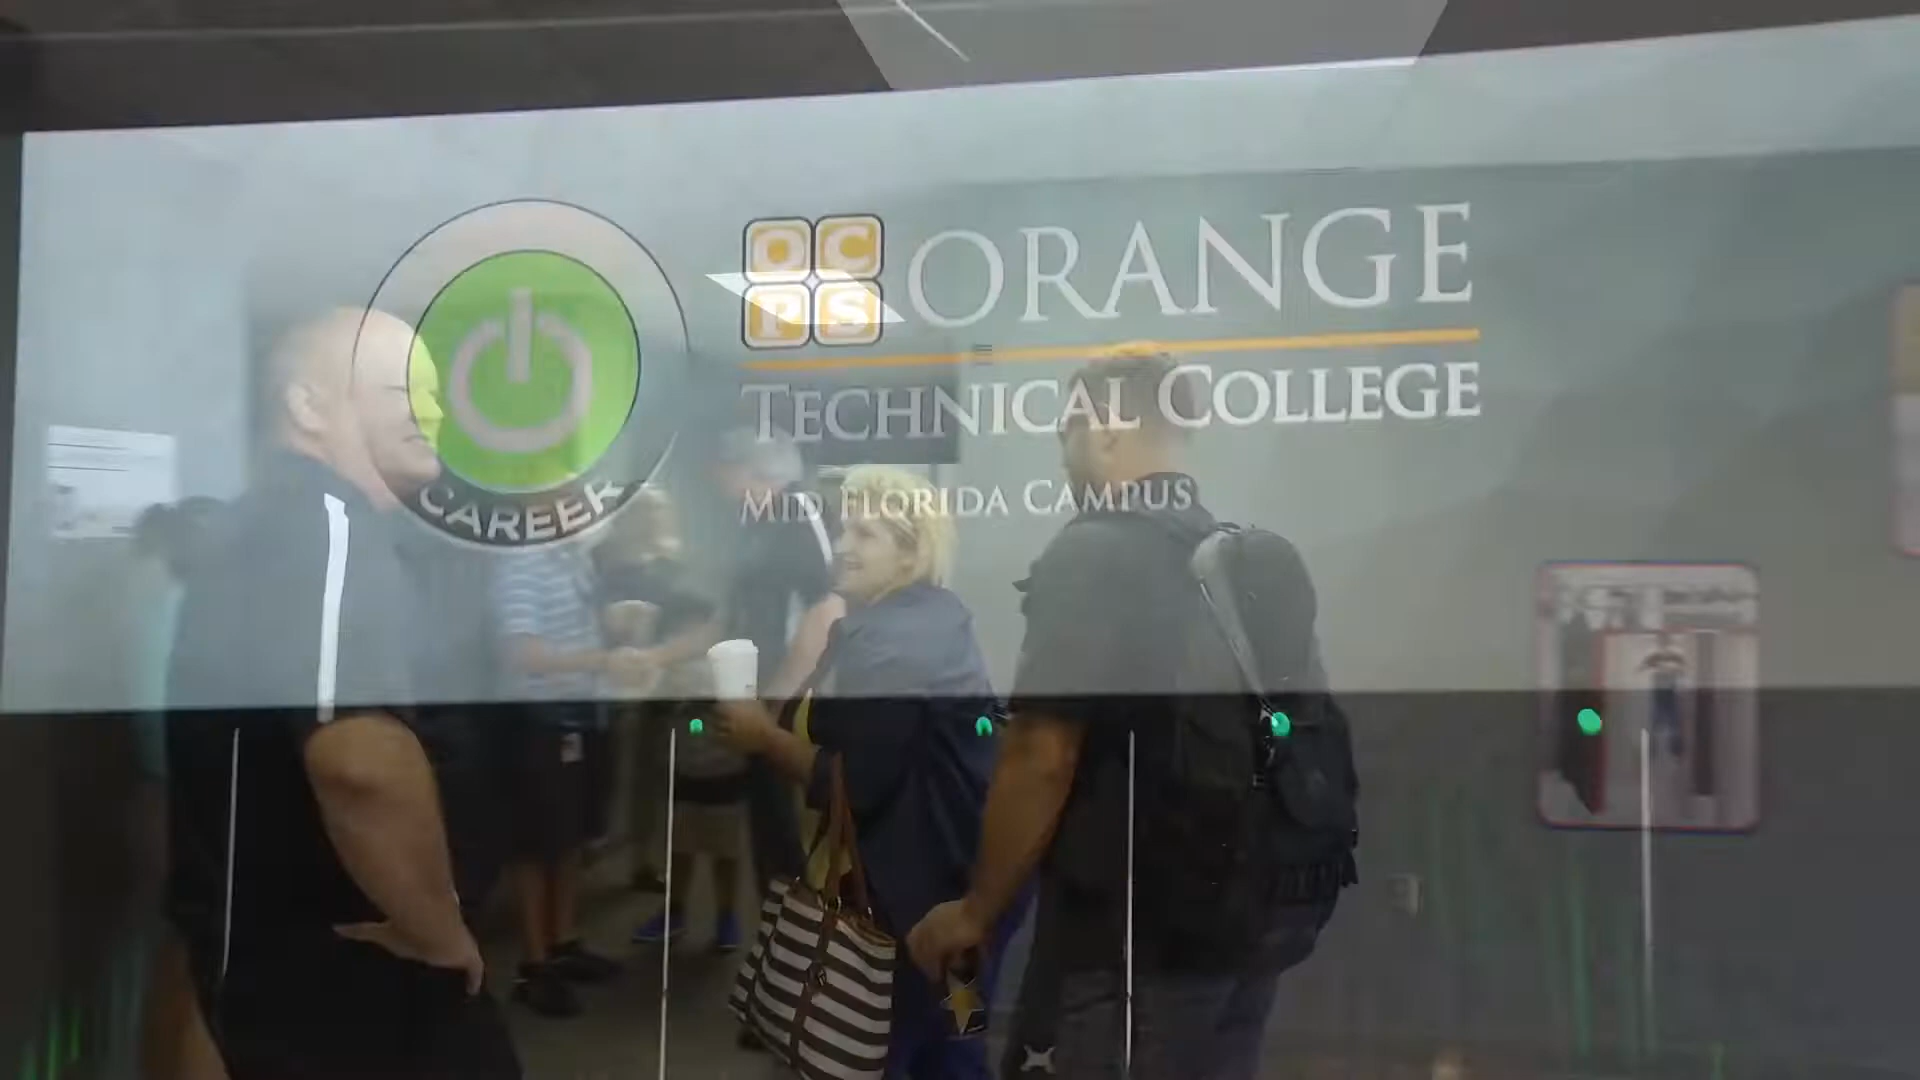 OC
PS
ORANGE
TECHNICAL COLLEGE
MID FLORIDA CAMPUS
CAREER